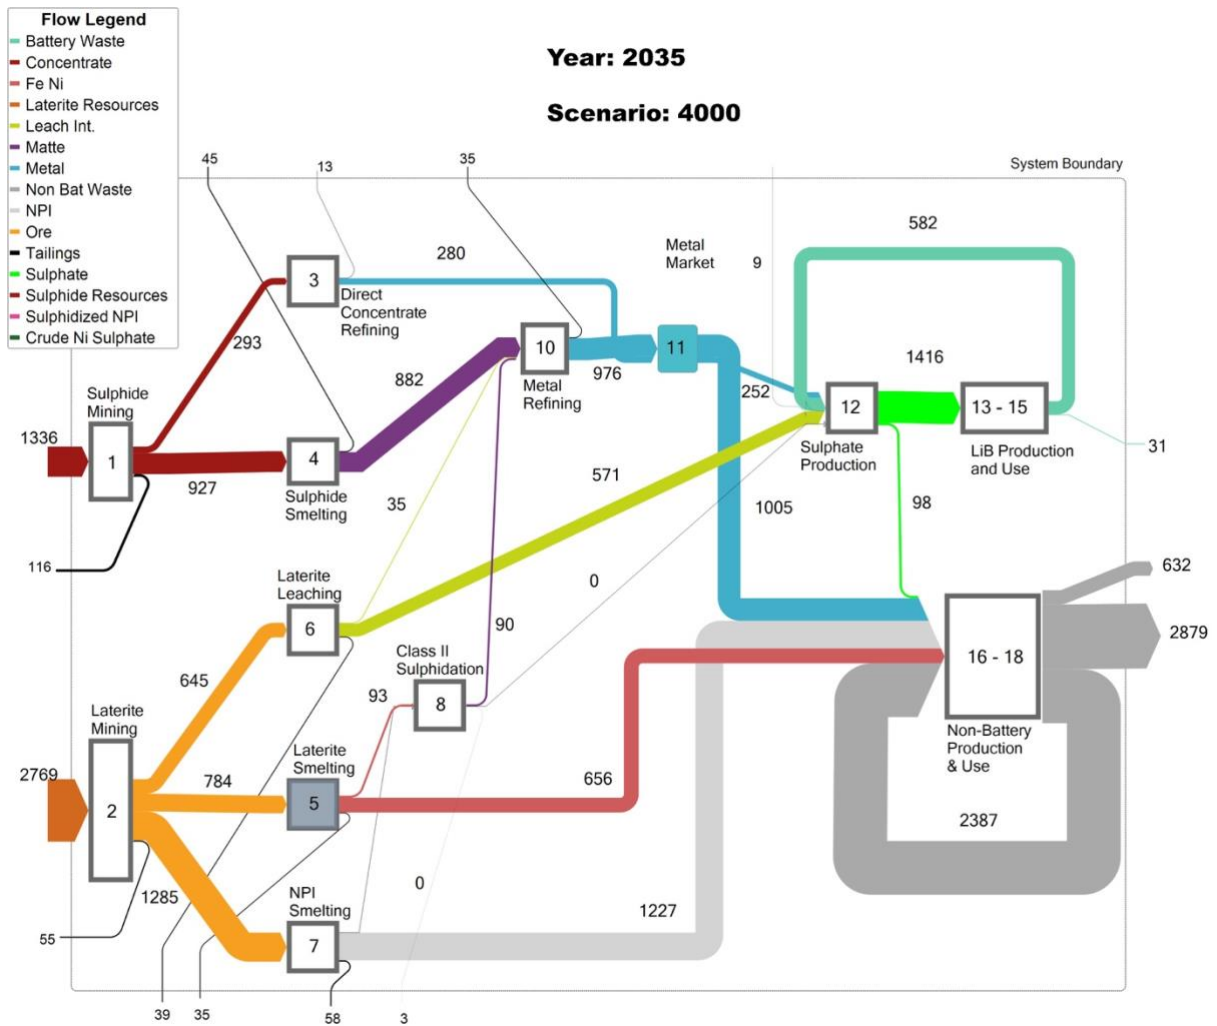 Flow Legend
Battery Waste
Concentrate
Fe Ni
Laterite Resources
Leach Int.
Matte
Metal
Non Bat Waste
NPI
Ore
Tailings
Sulphate
Sulphide Resources
Sulphidized NPI
Crude Ni Sulphate
Year: 2035
Scenario: 4000
45
13
35
System Boundary
582
280
Metal
Market
9
3
Direct
Concentrate
Refining
293
10
11
976
Metal
Refining
882
1416
252
12
13 - 15
Sulphate
Production
LiB Production
and Use
31
Sulphide
Mining
1336
1
927
4
Sulphide
Smelting
571
35
1005
98
116
632
Laterite
Leaching
0
6
90
2879
16 - 18
Class II
Sulphidation
645
93
8
Laterite
Mining
Non-Battery
Production
& Use
Laterite
Smelting
2769
784
656
2
5
2387
1285
NPI
Smelting
0
1227
55
7
39
35
58
3